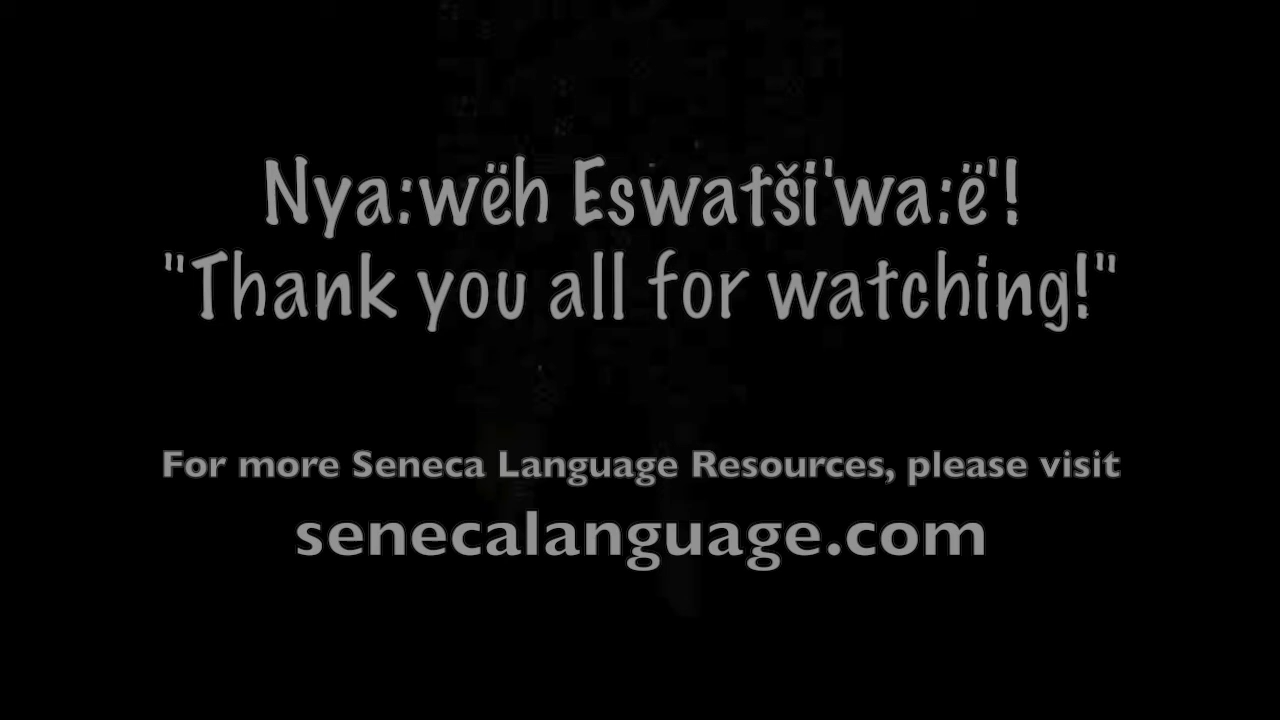 Nya:wëh Eswatši'wa:ë'!
"Thank you all for watching!"
For more Seneca Language Resources, please visit
senecalanguage.com